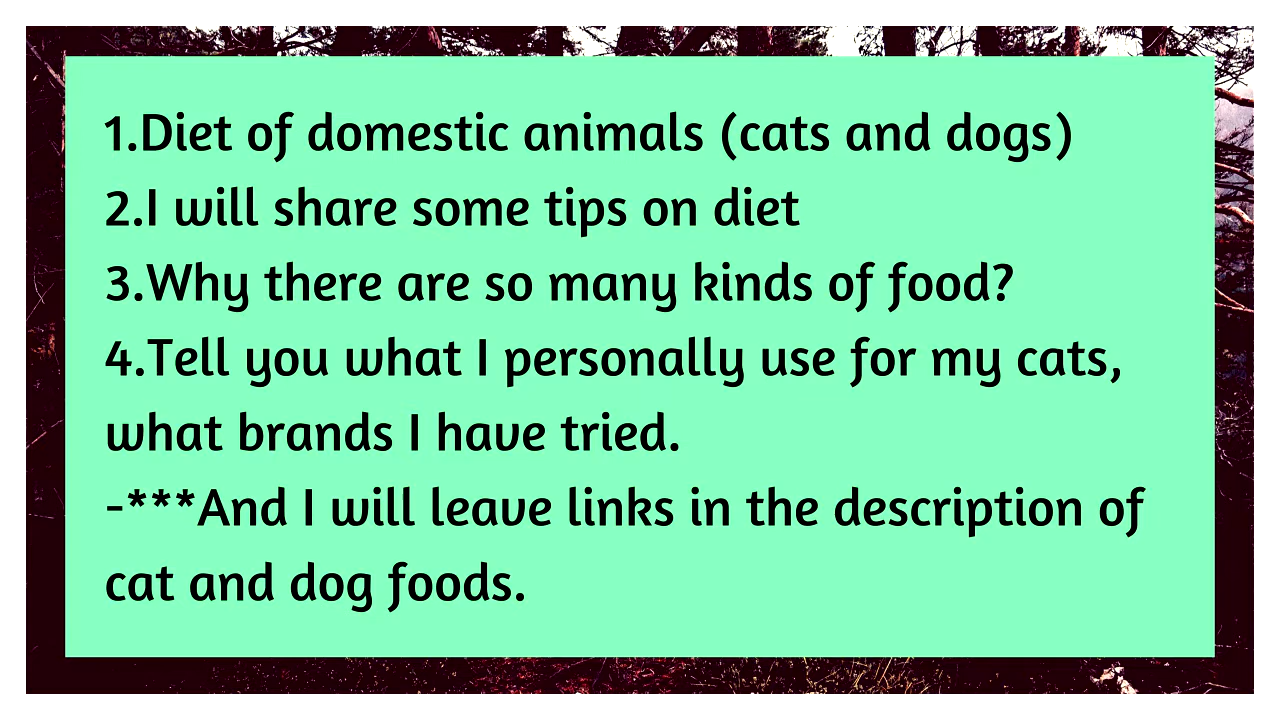 1.Diet of domestic animals (cats and dogs)
2.I will share some tips on diet
3.Why there are so many kinds of food?
4.Tell you what I personally use for my cats,
what brands I have tried.
-***And I will leave links in the description of
cat and dog foods.